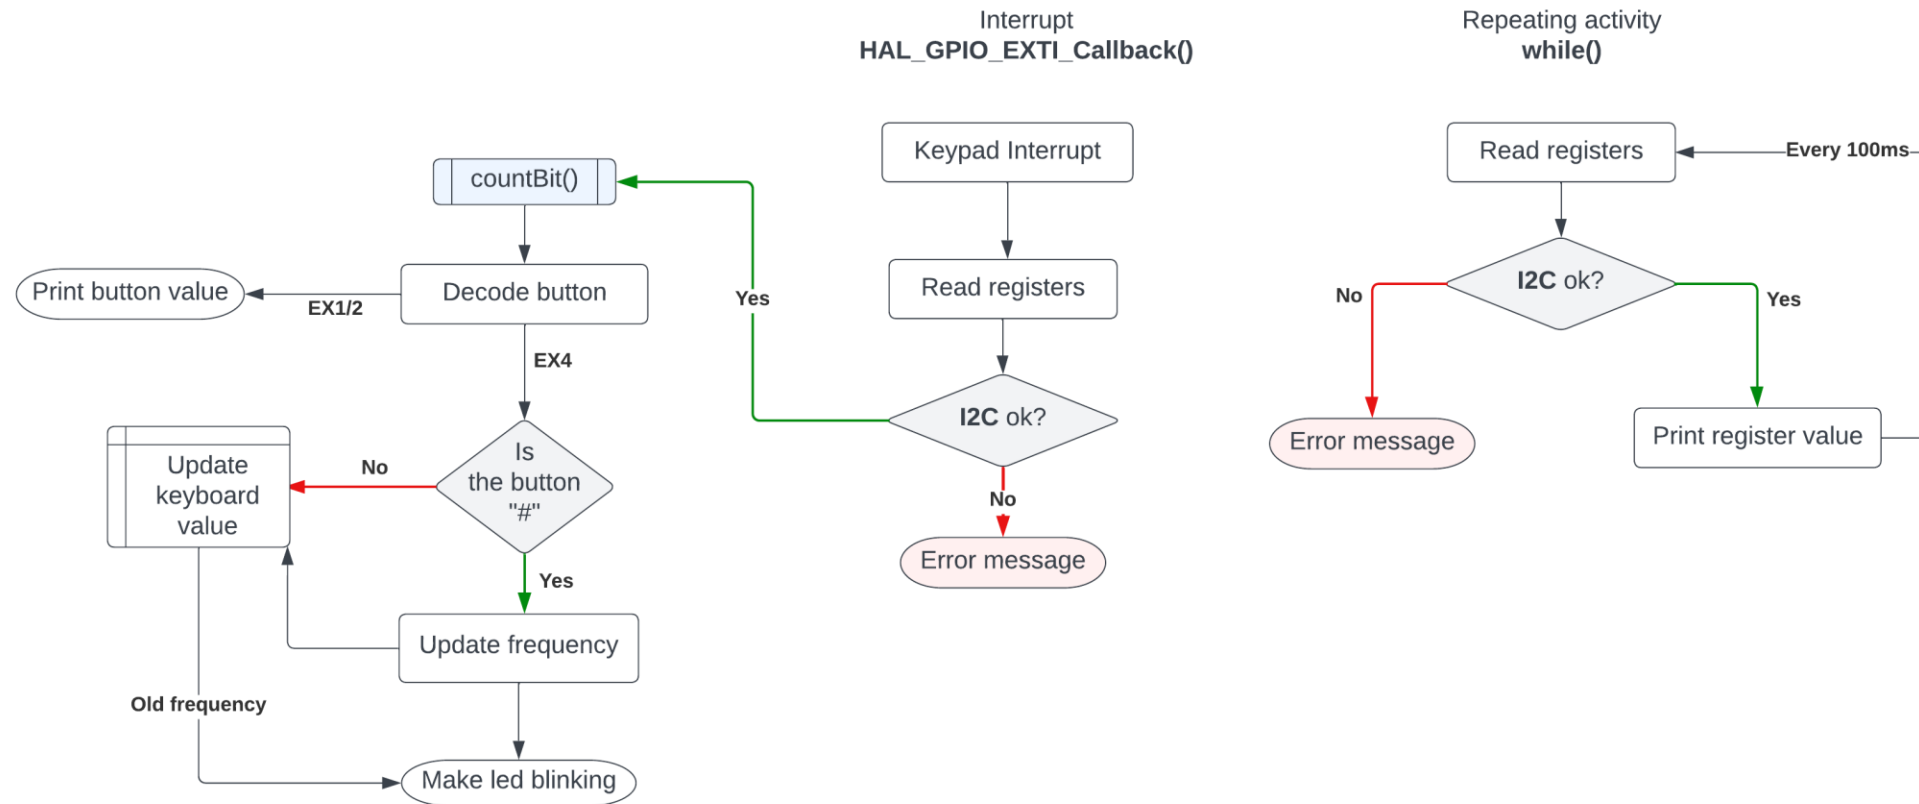 Interrupt
HAL_GPIO_EXTI_Callback()
Repeating activity
while()
countBit()
Decode button
Print button value
EX1/2
EX4
Is
the button
"#"
No
Update
keyboard
value
Yes
Update frequency
Old frequency
Make led blinking
Keypad Interrupt
Read registers
I2C ok?
Yes
No
Error message
Read registers
Every 100ms
I2C ok?
No
Yes
Error message
Print register value